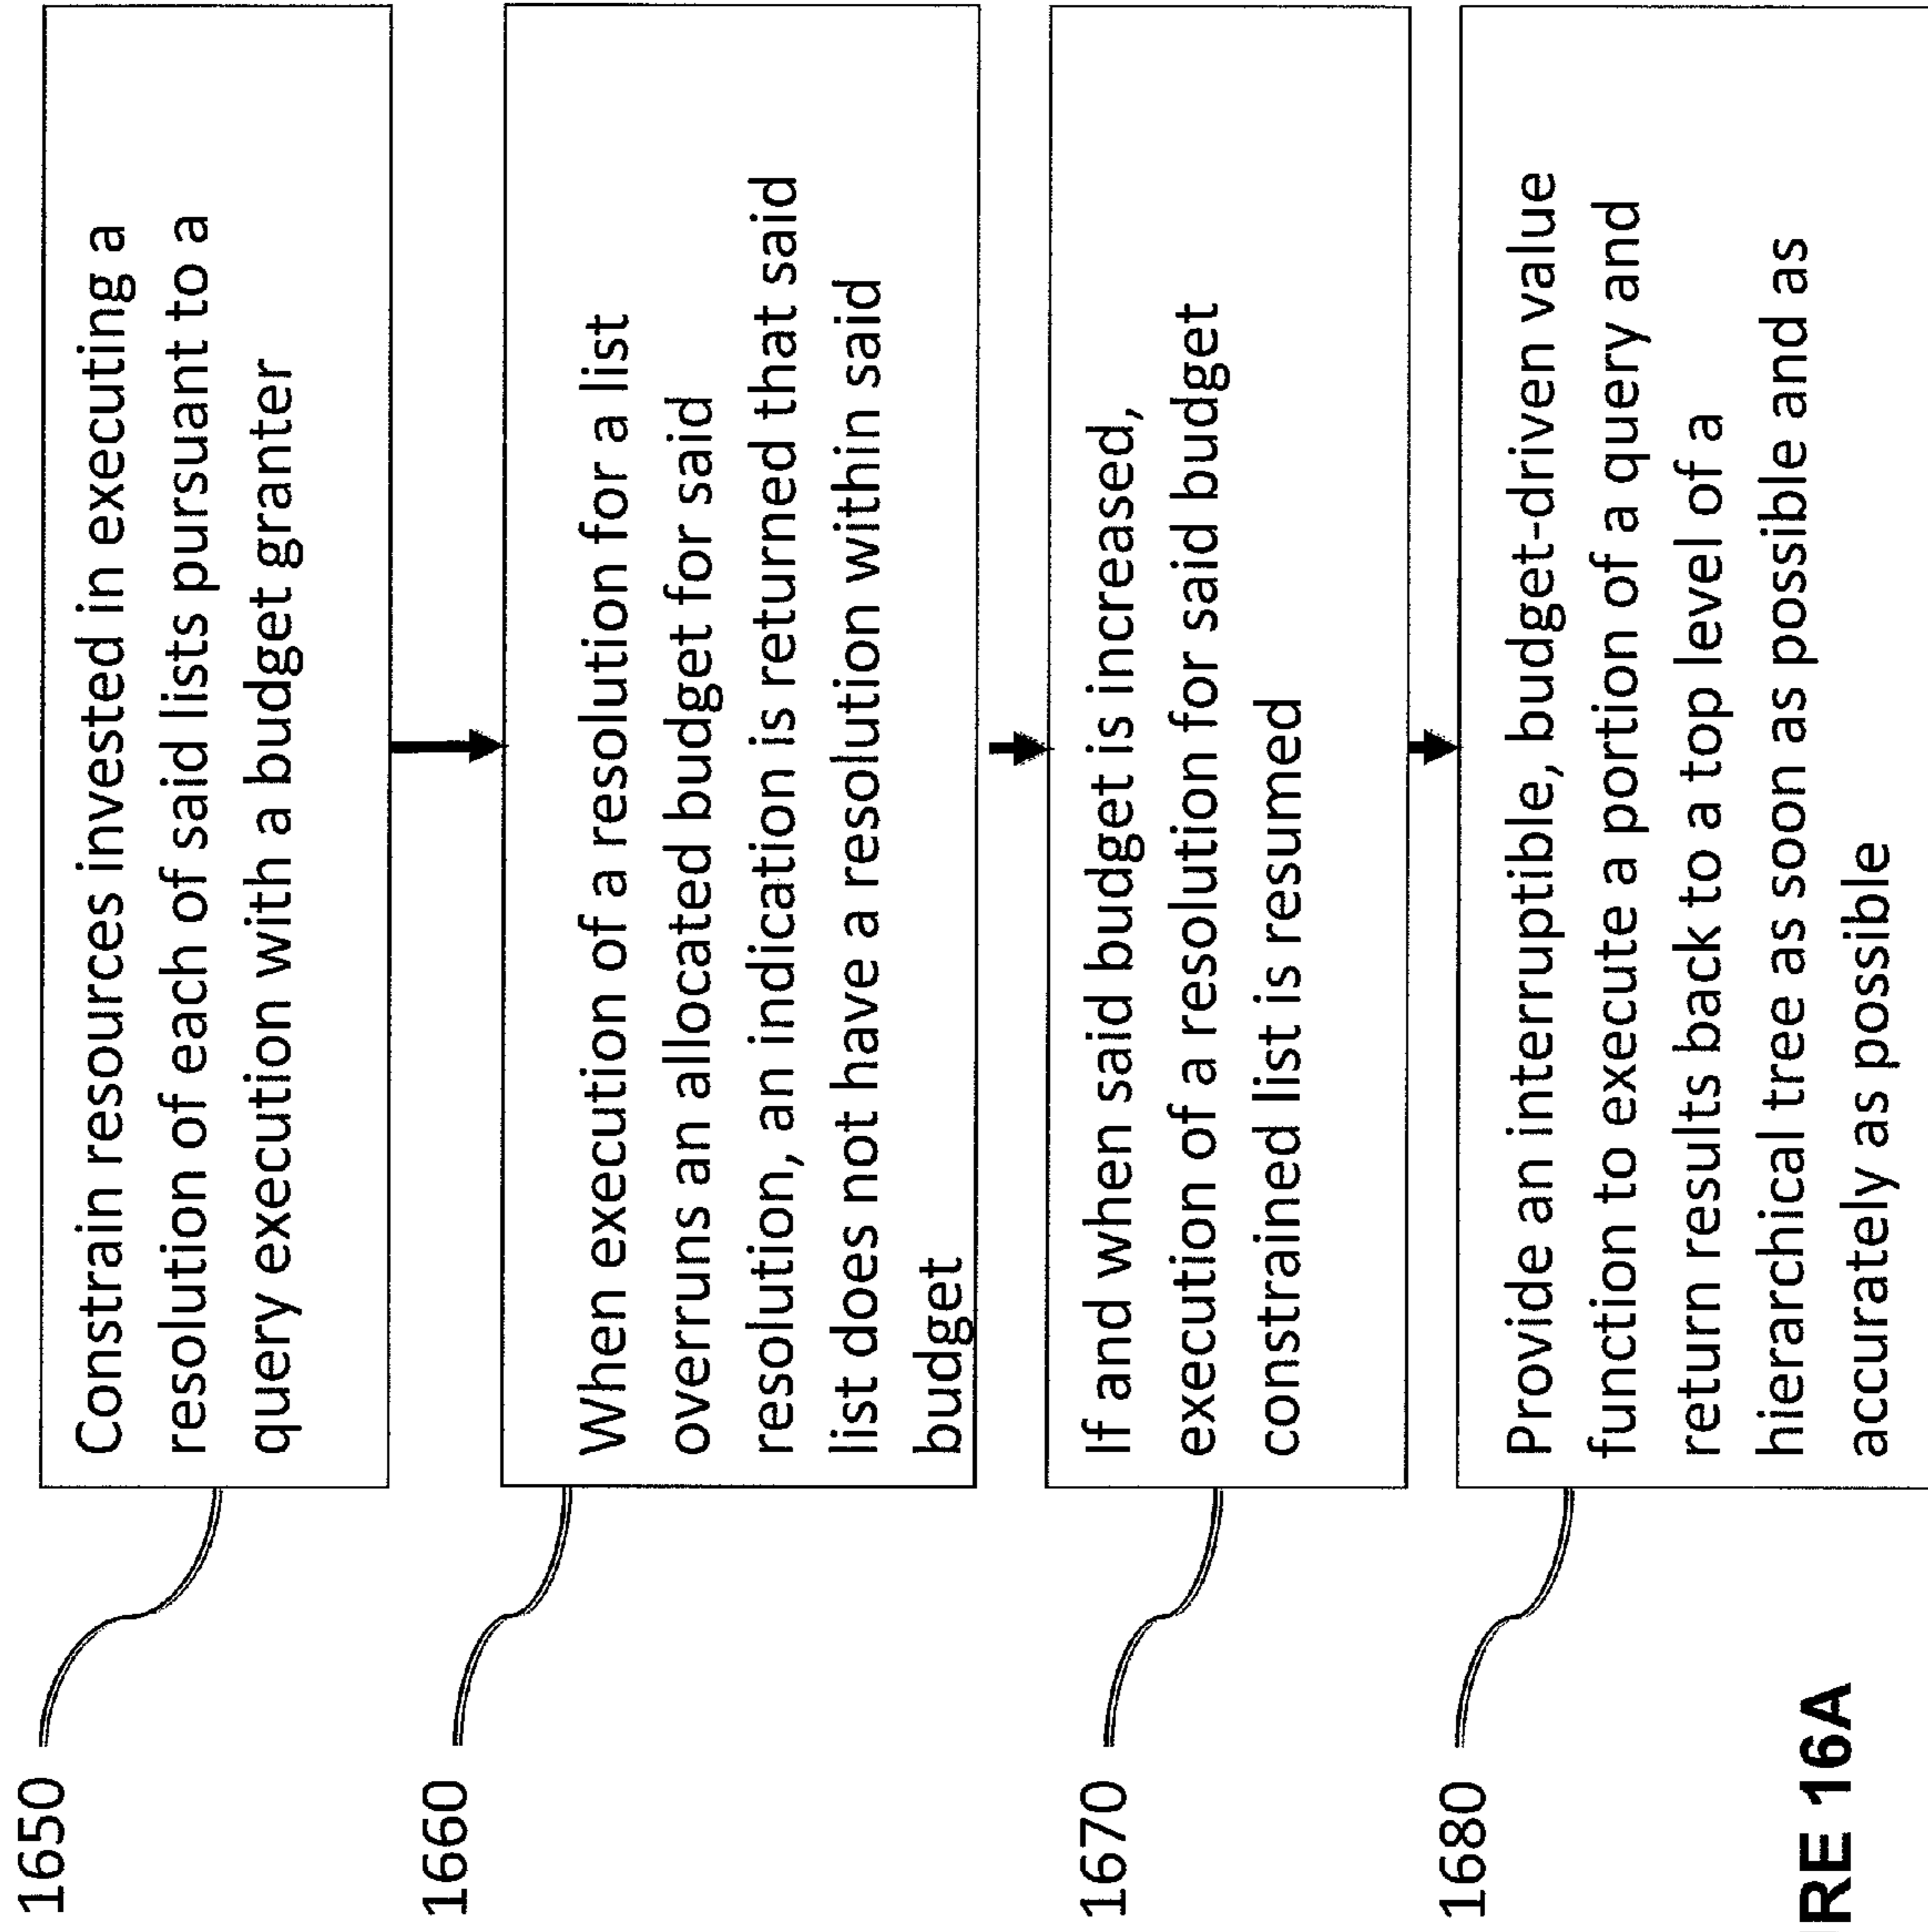 1650
Constrain resources invested in executing a
resolution of each of said lists pursuant to a
query execution with a budget granter
1660
When execution of a resolution for a list
overruns an allocated budget for said
resolution, an indication is returned that said
list does not have a resolution within said
budget
1670
If and when said budget is increased,
execution of a resolution for said budget
constrained list is resumed
1680
Provide an interruptible, budget-driven value
function to execute a portion of a query and
return results back to a top level of a
hierarchical tree as soon as possible and as
accurately as possible
RE 16A